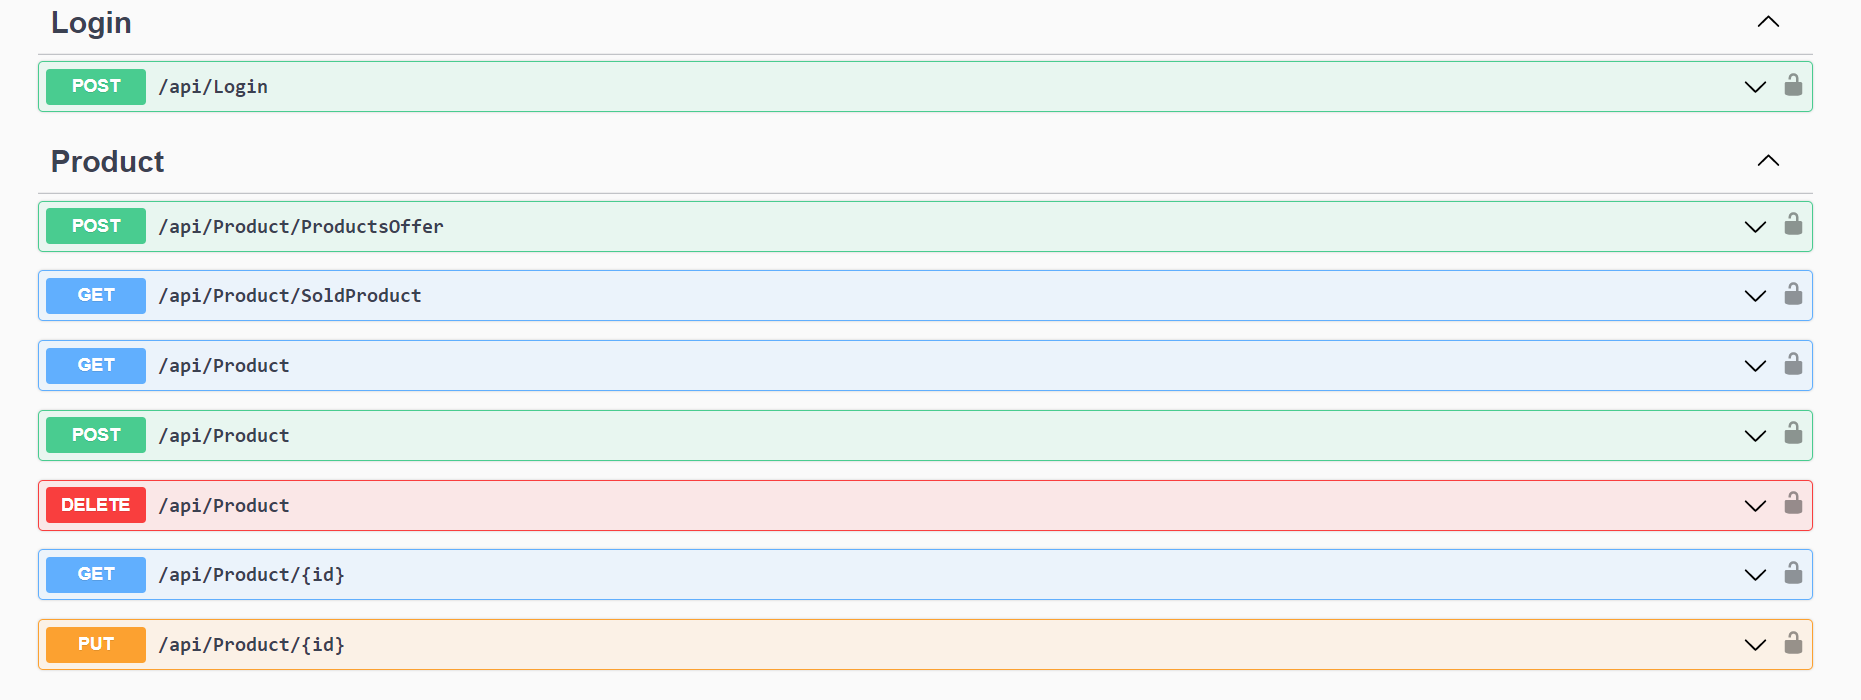 Login
POST /api/Login
Product
POST /api/Product/ProductsOffer
GET /api/Product/SoldProduct
GET /api/Product
POST /api/Product
DELETE /api/Product
GET /api/Product/{id}
PUT /api/Product/{id}